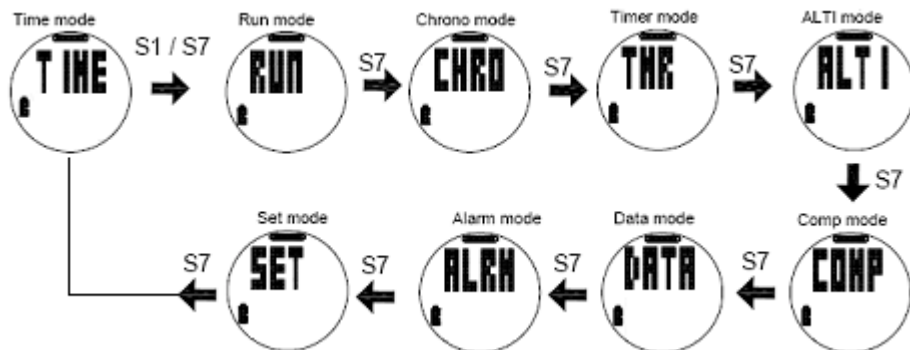 Time mode
Run mode
Chrono mode
Timer mode
ALTI mode
S1 / S7
S7
S7
S7
TIME
RUN
CHRO
TMR
ALTI
S7
Set mode
Alarm mode
Data mode
Comp mode
S7
S7
S7
S7
SET
ALRM
DATA
COMP